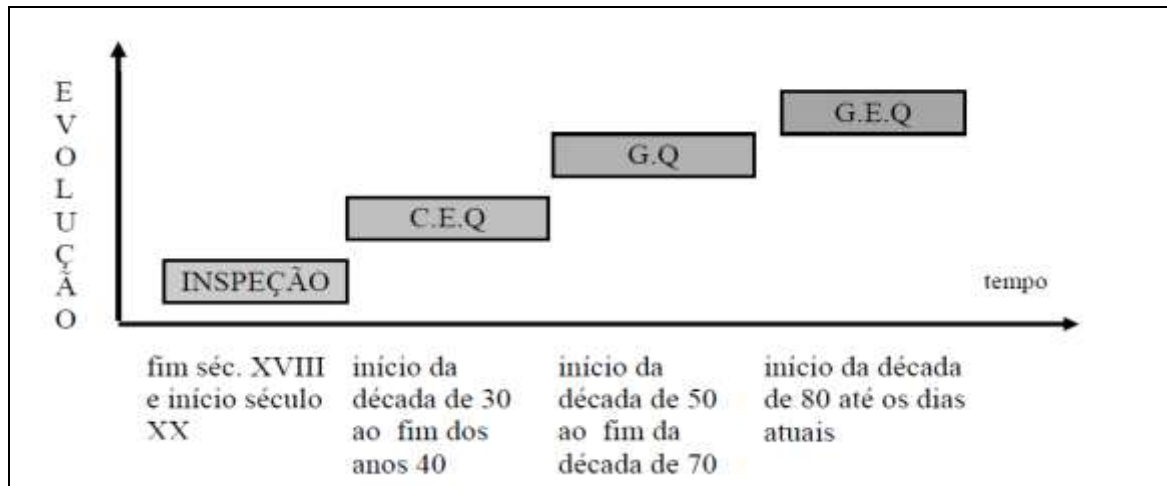 EVOLUÇÃO
G.E.Q
G.Q
C.E.Q
INSPEÇÃO
tempo
fim séc. XVIII
e início século
XX
início da
década de 30
ao fim dos
anos 40
início da
década de 50
ao fim da
década de 70
início da década
de 80 até os dias
atuais